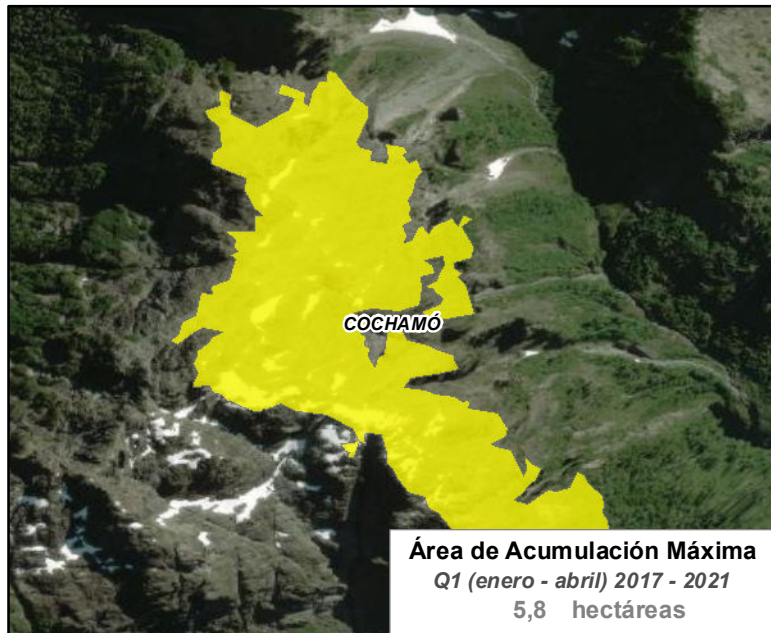 COCHAMÓ
Área de Acumulación Máxima
Q1 (enero - abril) 2017 - 2021
5,8 hectáreas